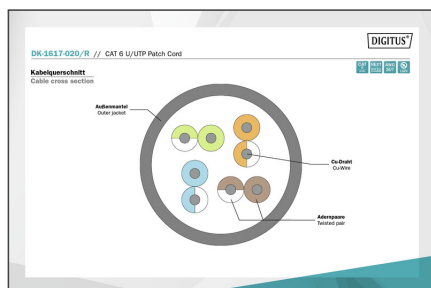 DIGITUS®
DK-1617-020/R // CAT 6 U/UTP Patch Cord
Kabelquerschnitt
Cable cross section
Außenmantel
Outer jacket
Cu-Draht
Cu-Wire
Adernpaare
Twisted pair